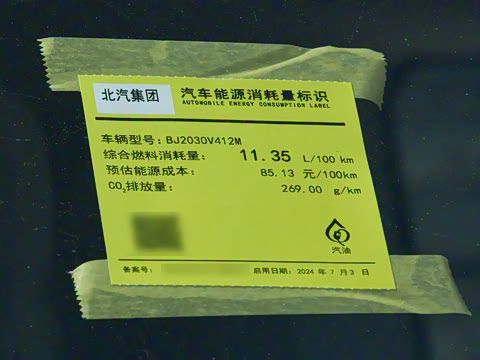 北汽集团 汽车能源消耗量标识
AUTOMOBILE ENERGY CONSUMPTION LABEL
车辆型号: BJ2030V412M
综合燃料消耗量: 11.35 L/100 km
预估能源成本: 85.13 元/100km
CO₂排放量: 269.00 g/km
汽油
备案号: 启用日期: 2024 年 7 月 3 日